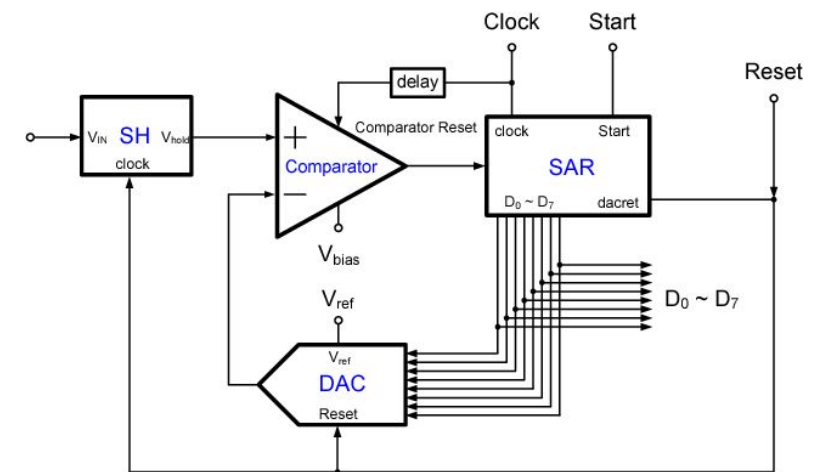 Clock
Start
Reset
delay
V_IN SH V_hold
clock
+
Comparator
−
Comparator Reset
clock Start
SAR
D₀ ~ D₇ dacret
V_bias
V_ref
D₀ ~ D₇
V_ref
DAC
Reset